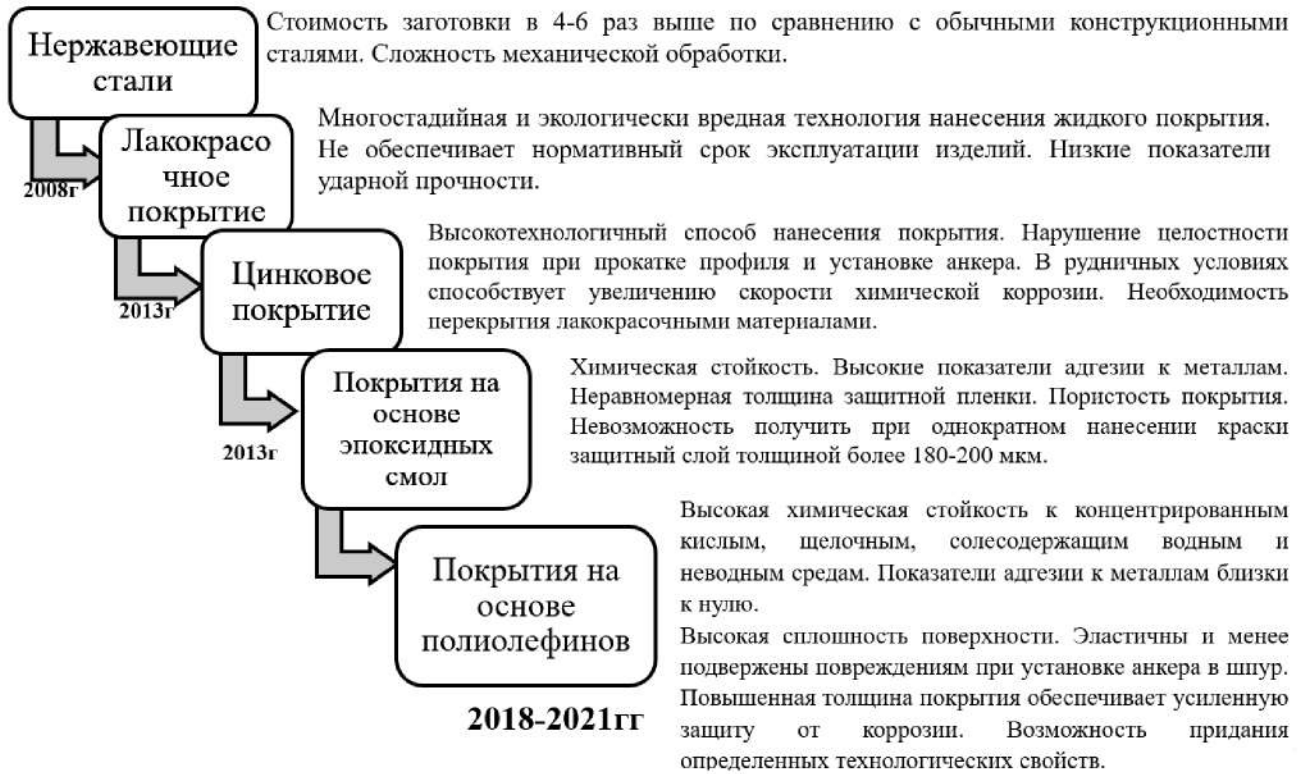 Нержавеющие
стали
Стоимость заготовки в 4-6 раз выше по сравнению с обычными конструкционными
сталями. Сложность механической обработки.
2008г
Лакокрасо
чное
покрытие
Многостадийная и экологически вредная технология нанесения жидкого покрытия.
Не обеспечивает нормативный срок эксплуатации изделий. Низкие показатели
ударной прочности.
2013г
Цинковое
покрытие
Высокотехнологичный способ нанесения покрытия. Нарушение целостности
покрытия при прокатке профиля и установке анкера. В рудничных условиях
способствует увеличению скорости химической коррозии. Необходимость
перекрытия лакокрасочными материалами.
2013г
Покрытия на
основе
эпоксидных
смол
Химическая стойкость. Высокие показатели адгезии к металлам.
Неравномерная толщина защитной пленки. Пористость покрытия.
Невозможность получить при однократном нанесении краски
защитный слой толщиной более 180-200 мкм.
Покрытия на
основе
полиолефинов
2018-2021гг
Высокая химическая стойкость к концентрированным
кислым, щелочным, солесодержащим водным и
неводным средам. Показатели адгезии к металлам близки
к нулю.
Высокая сплошность поверхности. Эластичны и менее
подвержены повреждениям при установке анкера в шпур.
Повышенная толщина покрытия обеспечивает усиленную
защиту от коррозии. Возможность придания
определенных технологических свойств.